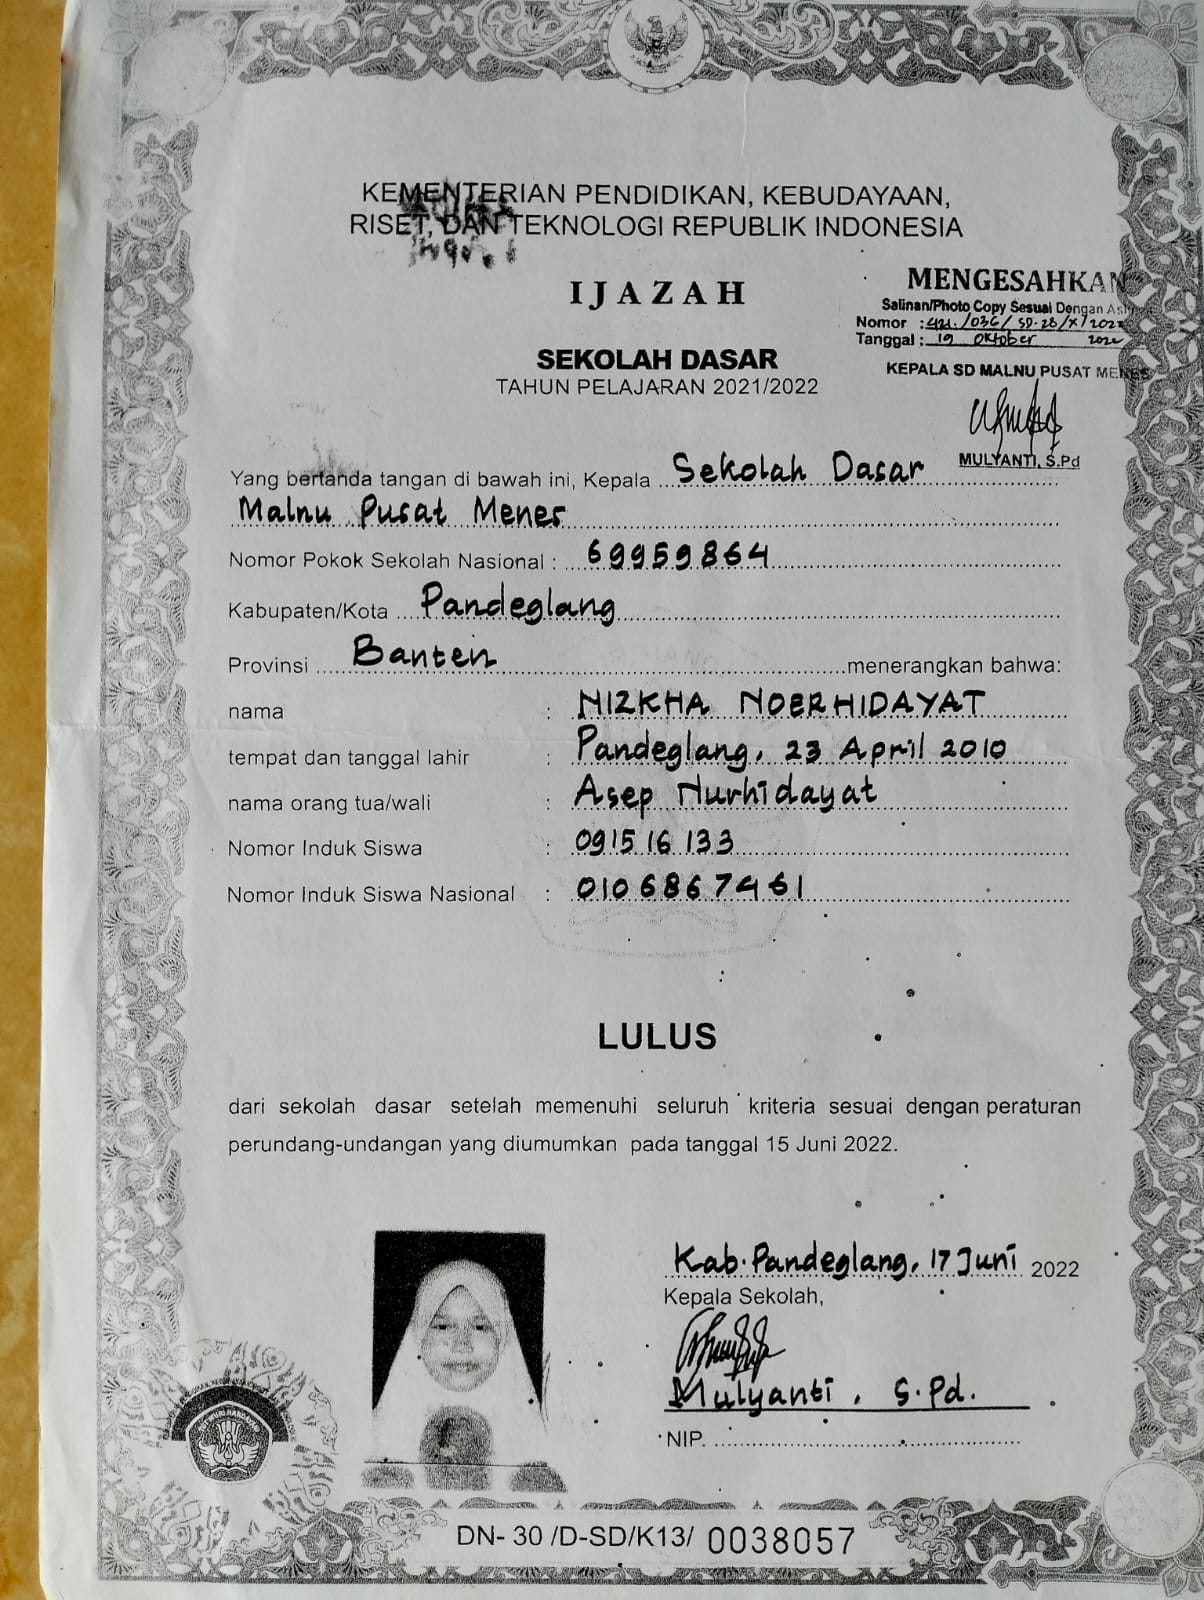 KEMENTERIAN PENDIDIKAN, KEBUDAYAAN,
RISET, DAN TEKNOLOGI REPUBLIK INDONESIA
IJAZAH
SEKOLAH DASAR
TAHUN PELAJARAN 2021/2022
MENGESAHKAN
Salinan/Photo Copy Sesuai Dengan Asl
Nomor : 421./036/SD-28/X/2022
Tanggal : 19 Oktober 2022
KEPALA SD MALNU PUSAT MENES
MULYANTI, S.Pd
Yang bertanda tangan di bawah ini, Kepala Sekolah Dasar
Malnu Pusat Menes
Nomor Pokok Sekolah Nasional : 69959864
Kabupaten/Kota Pandeglang
Provinsi Banten menerangkan bahwa:
nama : NIZKHA NOERHIDAYAT
tempat dan tanggal lahir : Pandeglang, 23 April 2010
nama orang tua/wali : Asep Nurhidayat
Nomor Induk Siswa : 091516133
Nomor Induk Siswa Nasional : 0106867461
LULUS
dari sekolah dasar setelah memenuhi seluruh kriteria sesuai dengan peraturan
perundang-undangan yang diumumkan pada tanggal 15 Juni 2022.
Kab. Pandeglang, 17 Juni 2022
Kepala Sekolah,
Mulyanti, S.Pd.
NIP.
TUT WURI HANDAYANI
DN- 30 /D-SD/K13/ 0038057